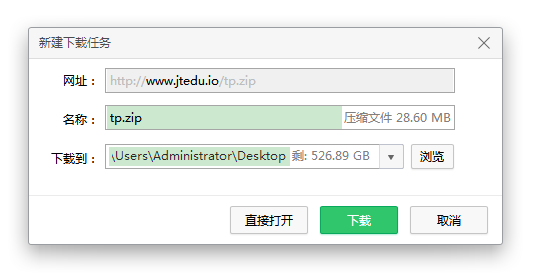 新建下载任务
网址： http://www.jtedu.io/tp.zip
名称： tp.zip 压缩文件 28.60 MB
下载到： \Users\Administrator\Desktop 剩: 526.89 GB 浏览
直接打开 下载 取消